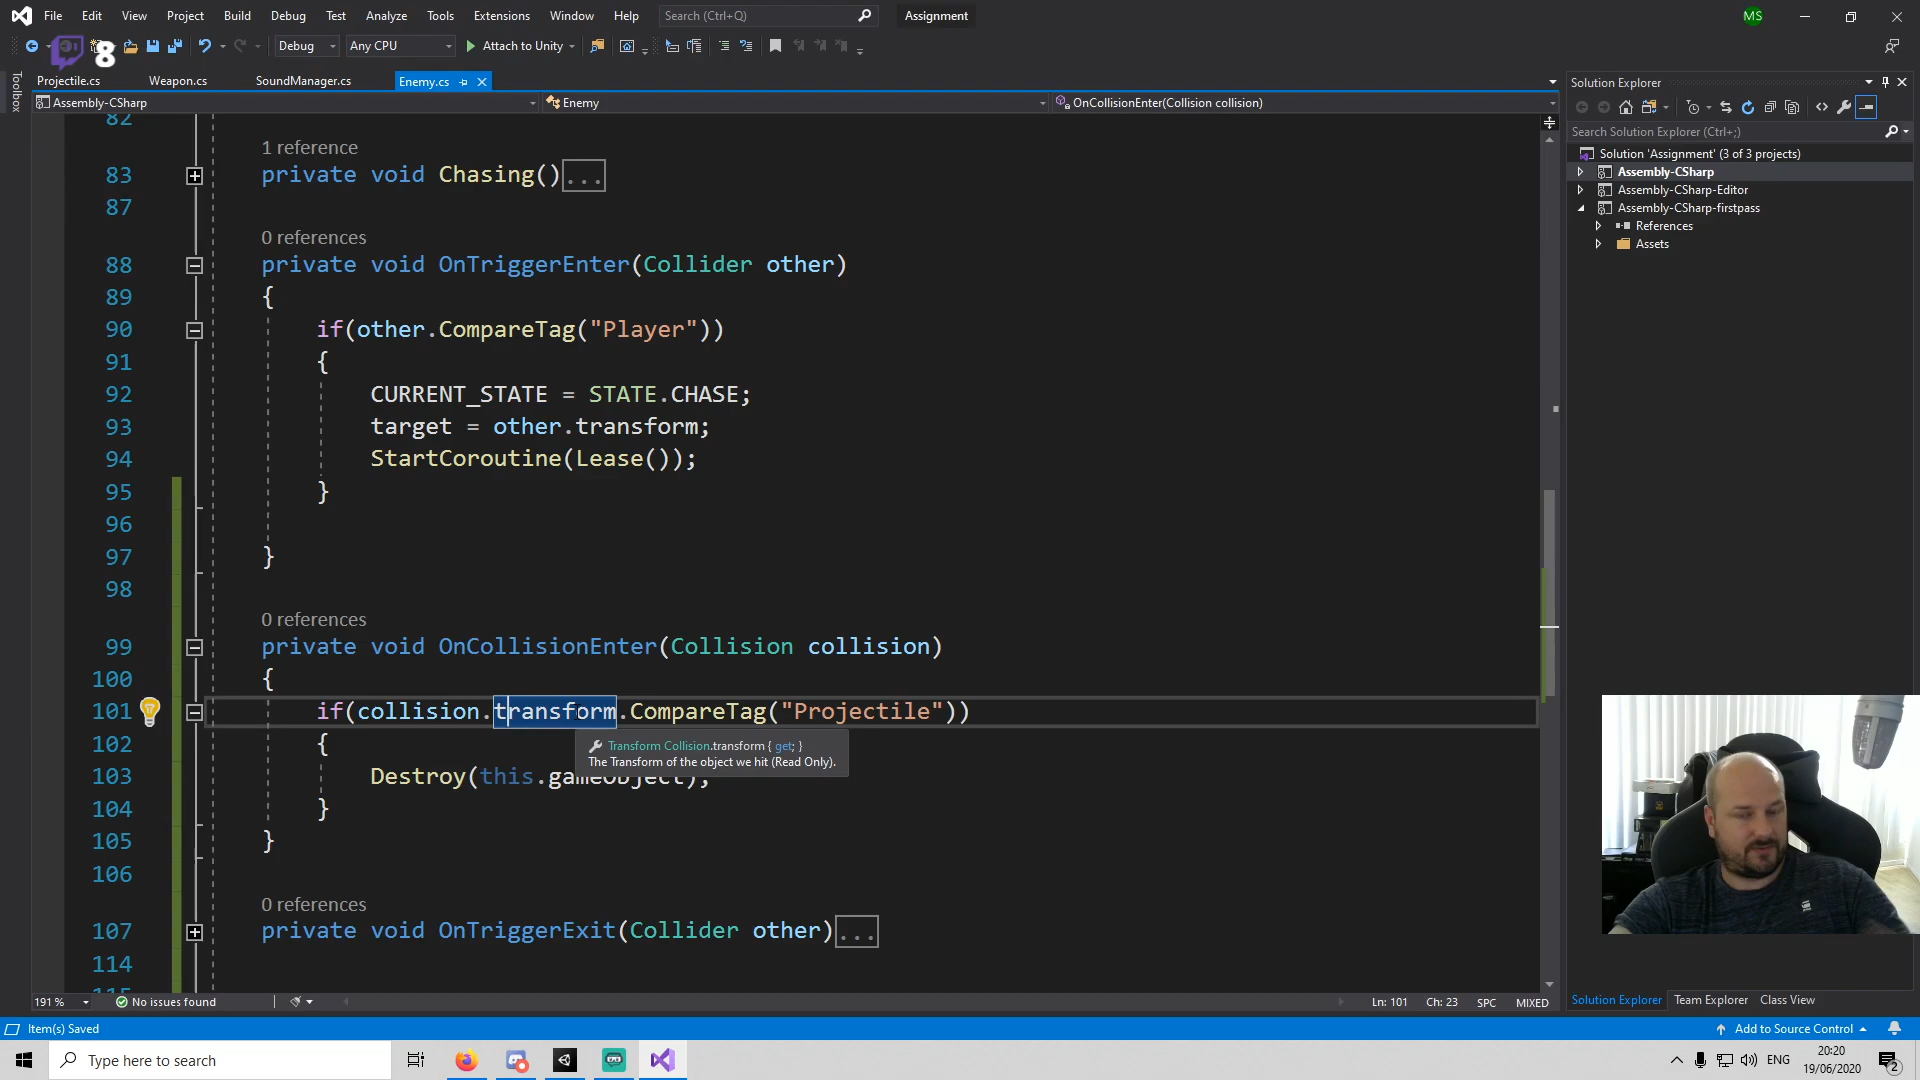 File Edit View Project Build Debug Test Analyze Tools Extensions Window Help Search (Ctrl+Q) Assignment MS
8 Debug Any CPU Attach to Unity
Projectile.cs Weapon.cs SoundManager.cs Enemy.cs
Assembly-CSharp Enemy OnCollisionEnter(Collision collision)
Toolbox
82
1 reference
83 private void Chasing()...
87
0 references
88 private void OnTriggerEnter(Collider other)
89 {
90 if(other.CompareTag("Player"))
91 {
92 CURRENT_STATE = STATE.CHASE;
93 target = other.transform;
94 StartCoroutine(Lease());
95 }
96
97 }
98
0 references
99 private void OnCollisionEnter(Collision collision)
100 {
101 if(collision.transform.CompareTag("Projectile"))
102 {
Transform Collision.transform { get; }
The Transform of the object we hit (Read Only).
103 Destroy(this.gameObject);
104 }
105 }
106
0 references
107 private void OnTriggerExit(Collider other)...
114
115
191 % No issues found Ln: 101 Ch: 23 SPC MIXED
Solution Explorer
Search Solution Explorer (Ctrl+;)
Solution 'Assignment' (3 of 3 projects)
Assembly-CSharp
Assembly-CSharp-Editor
Assembly-CSharp-firstpass
References
Assets
Solution Explorer Team Explorer Class View
Item(s) Saved Add to Source Control
Type here to search ENG 20:20
19/06/2020 2